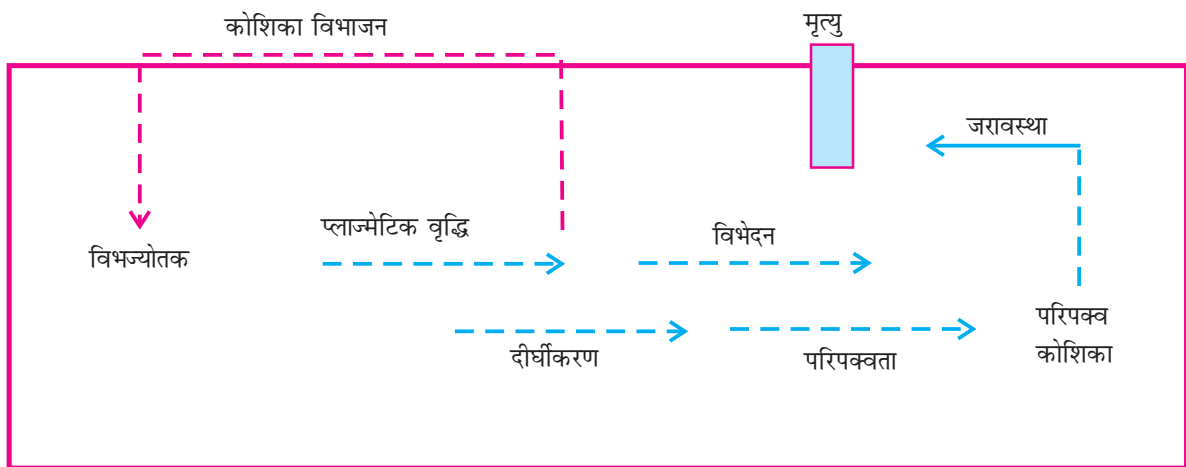 कोशिका विभाजन
मृत्यु
जरावस्था
प्लाज्मेटिक वृद्धि
विभेदन
विभज्योतक
दीर्घीकरण
परिपक्वता
परिपक्व
कोशिका